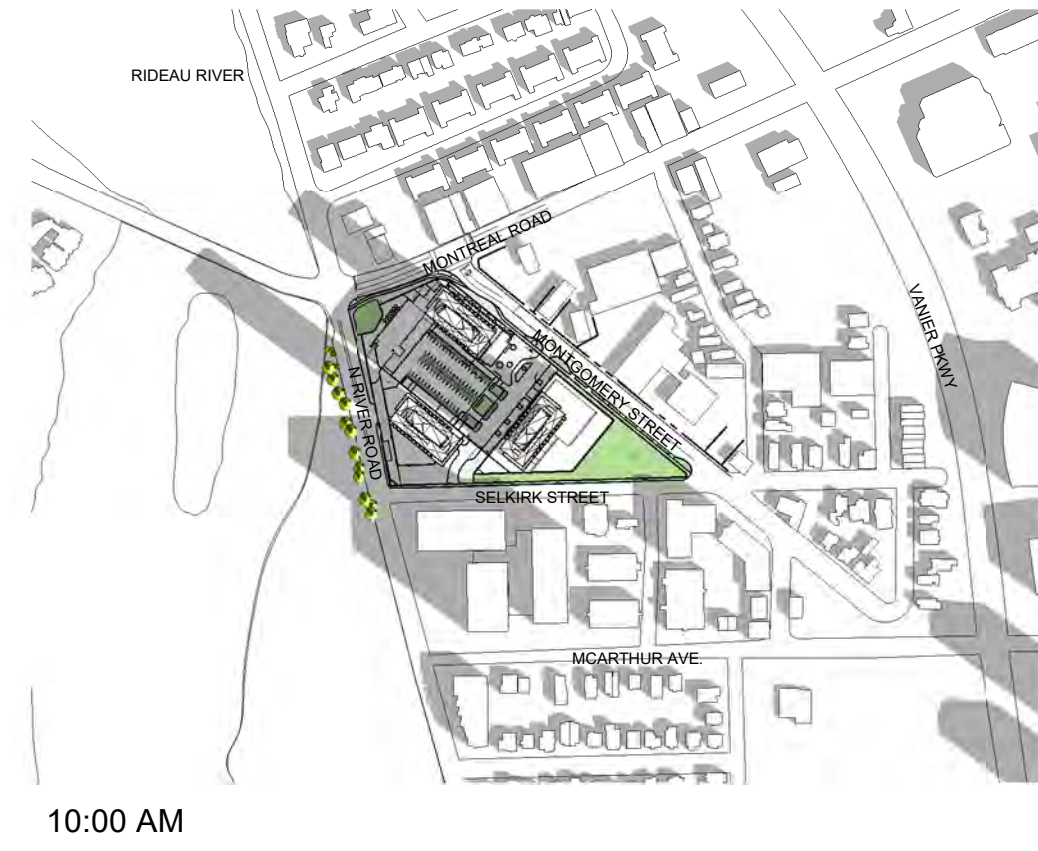 RIDEAU RIVER
MONTREAL ROAD
VANIER PKWY
MONTGOMERY STREET
N RIVER ROAD
SELKIRK STREET
MCARTHUR AVE.
10:00 AM